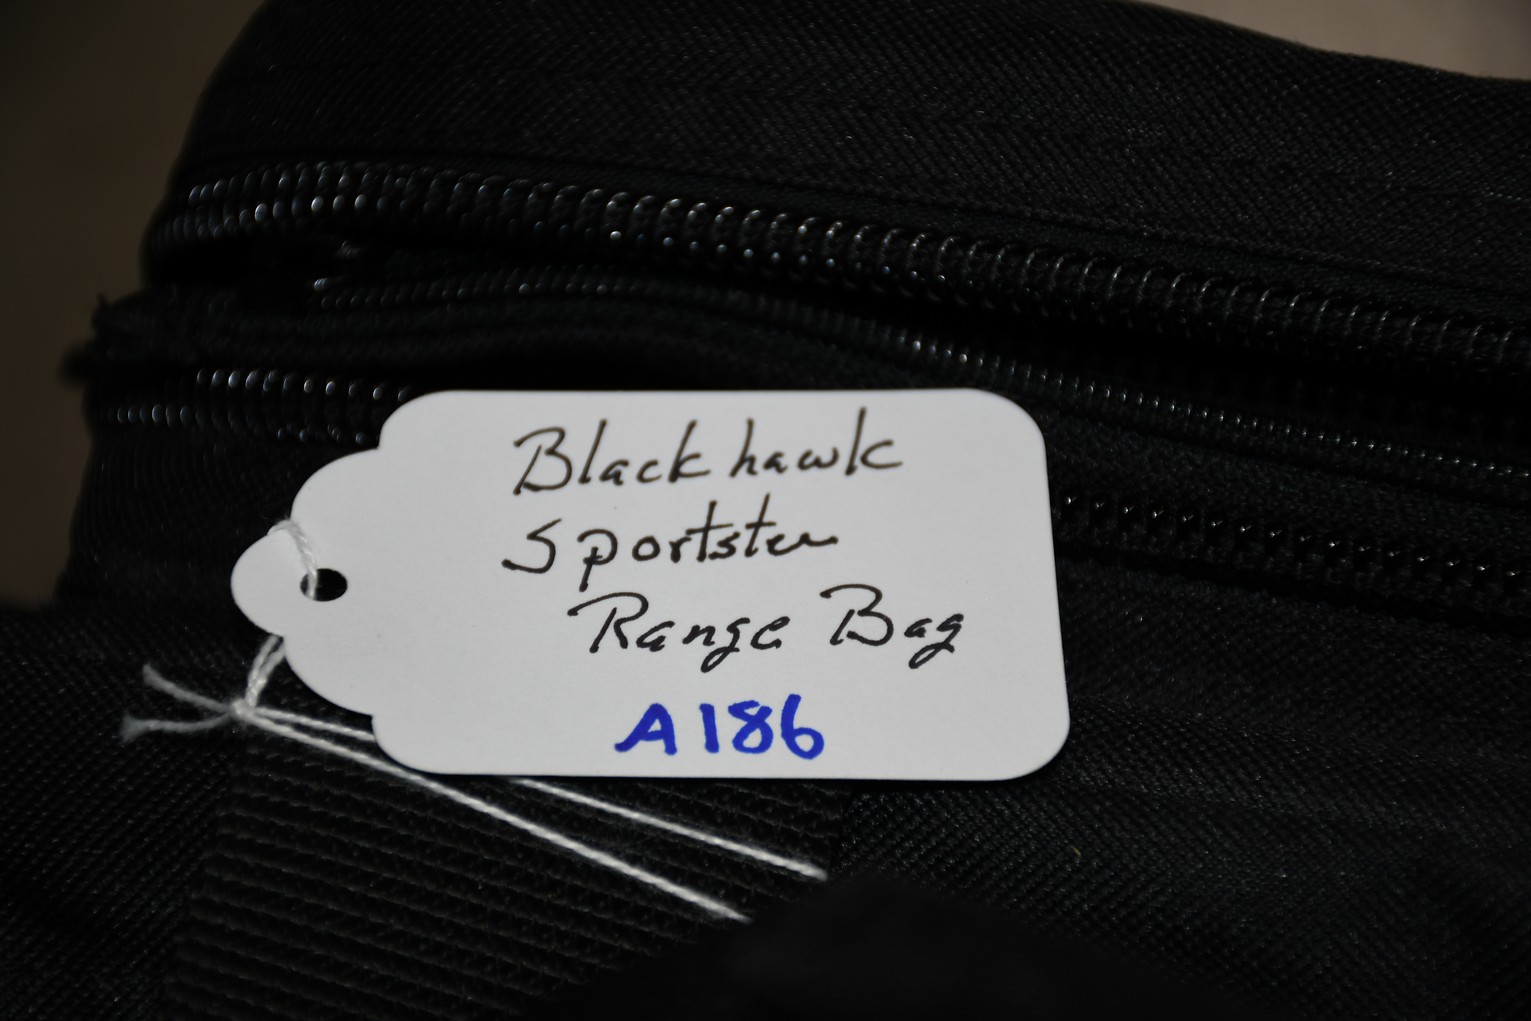 Blackhawk
Sportster
Range Bag
A186